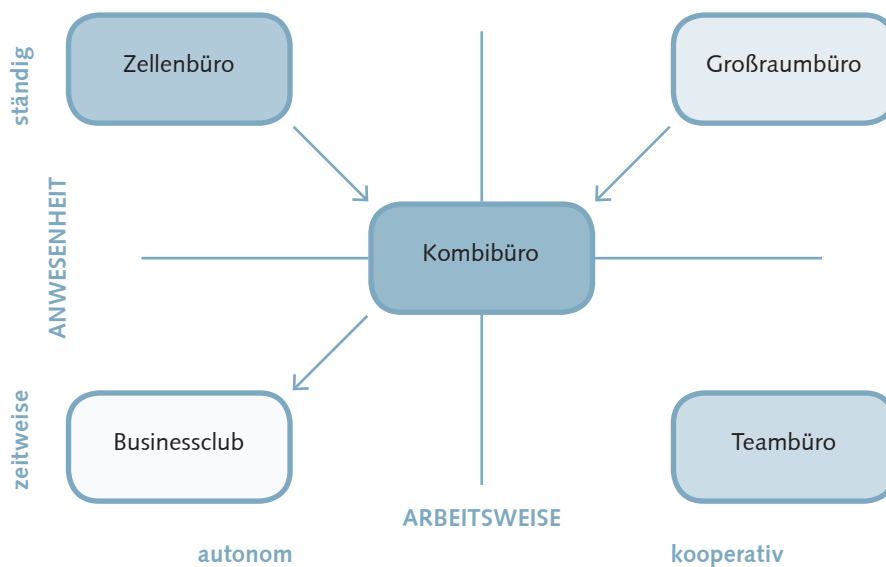 ständig
Zellenbüro
Großraumbüro
ANWESENHEIT
Kombibüro
zeitweise
Businessclub
Teambüro
ARBEITSWEISE
autonom
kooperativ